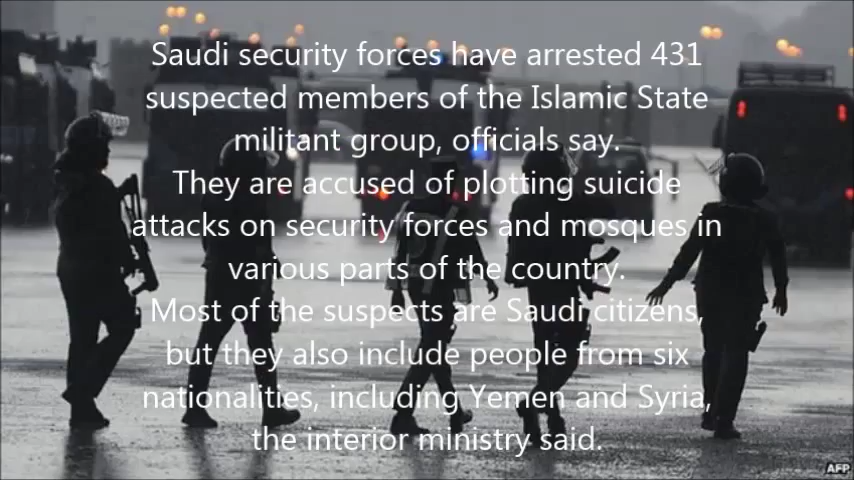 Saudi security forces have arrested 431
suspected members of the Islamic State
militant group, officials say.
They are accused of plotting suicide
attacks on security forces and mosques in
various parts of the country.
Most of the suspects are Saudi citizens,
but they also include people from six
nationalities, including Yemen and Syria,
the interior ministry said.
AFP